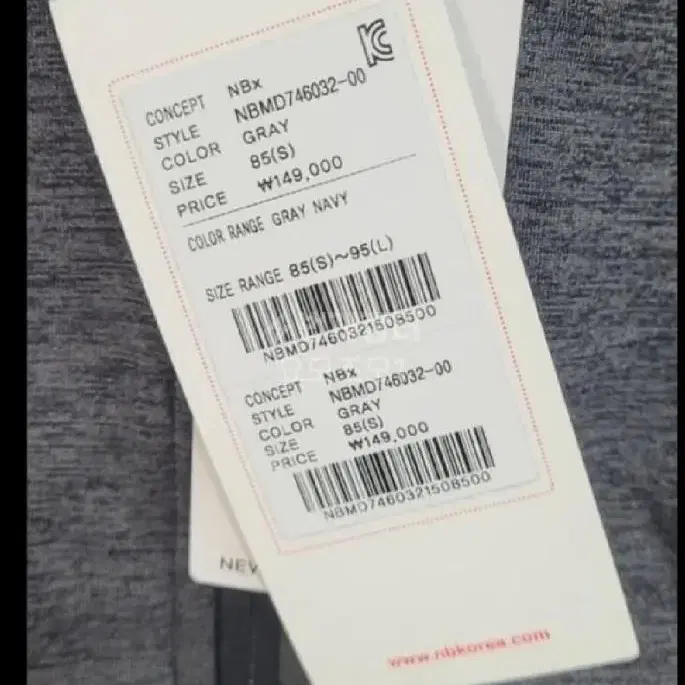 CONCEPT NBx
STYLE NBMD746032-00
COLOR GRAY
SIZE 85(S)
PRICE ₩149,000
COLOR RANGE GRAY NAVY
SIZE RANGE 85(S)~95(L)
NBMD7460321508500
CONCEPT NBx
STYLE NBMD746032-00
COLOR GRAY
SIZE 85(S)
PRICE ₩149,000
NBMD7460321508500
NEW
www.nbkorea.com